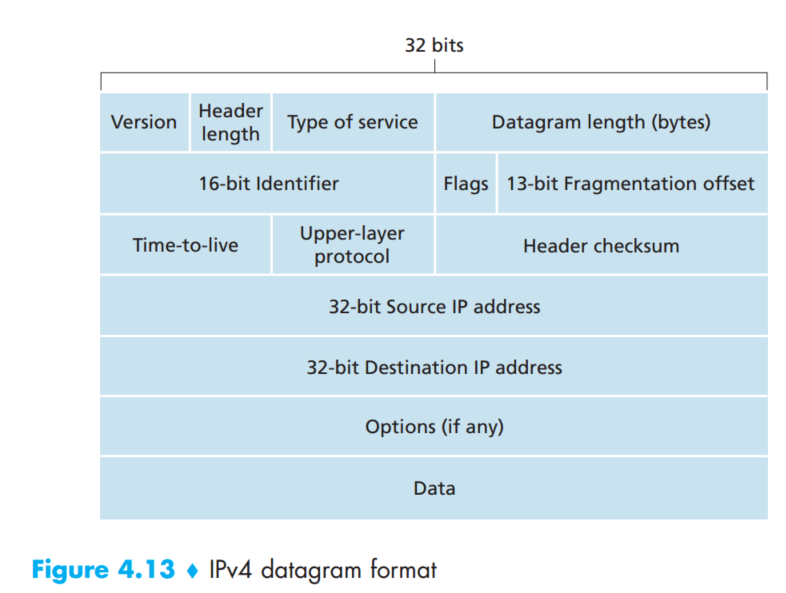 32 bits
Version
Header
length
Type of service
Datagram length (bytes)
16-bit Identifier
Flags
13-bit Fragmentation offset
Time-to-live
Upper-layer
protocol
Header checksum
32-bit Source IP address
32-bit Destination IP address
Options (if any)
Data
Figure 4.13 ♦ IPv4 datagram format